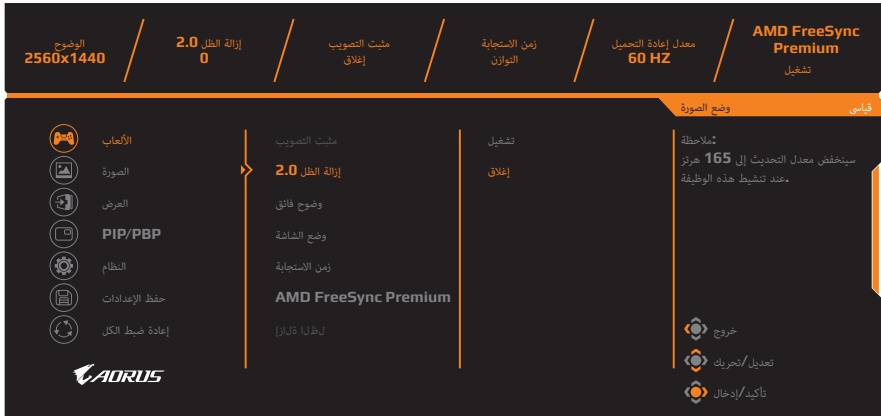 الوضوح
2560x1440
إزالة الظل 2.0
0
مثبت التصويب
إغلاق
زمن الاستجابة
التوازن
معدل إعادة التحميل
60 HZ
AMD FreeSync
Premium
تشغيل
وضع الصورة
قياسي
الألعاب
الصورة
العرض
PIP/PBP
النظام
حفظ الإعدادات
إعادة ضبط الكل
مثبت التصويب
إزالة الظل 2.0
وضوح فائق
وضع الشاشة
زمن الاستجابة
AMD FreeSync Premium
لظلا ةلازإ
تشغيل
إغلاق
ملاحظة:
سينخفض معدل التحديث إلى 165 هرتز
عند تنشيط هذه الوظيفة.
خروج
تعديل/تحريك
تأكيد/إدخال
AORUS